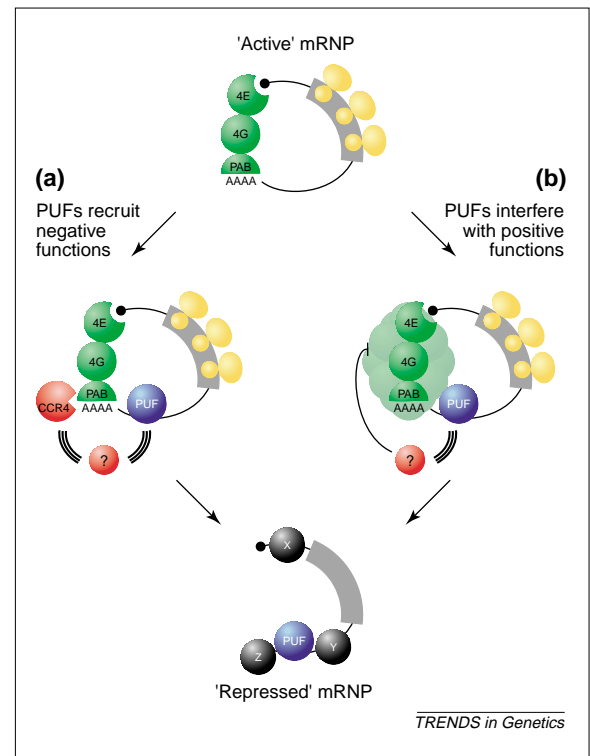 'Active' mRNP
4E
4G
PAB
AAAA
(a)
PUFs recruit
negative
functions
(b)
PUFs interfere
with positive
functions
4E
4G
CCR4
PAB
AAAA
PUF
?
4E
4G
PAB
AAAA
PUF
?
X
Z
PUF
Y
'Repressed' mRNP
TRENDS in Genetics